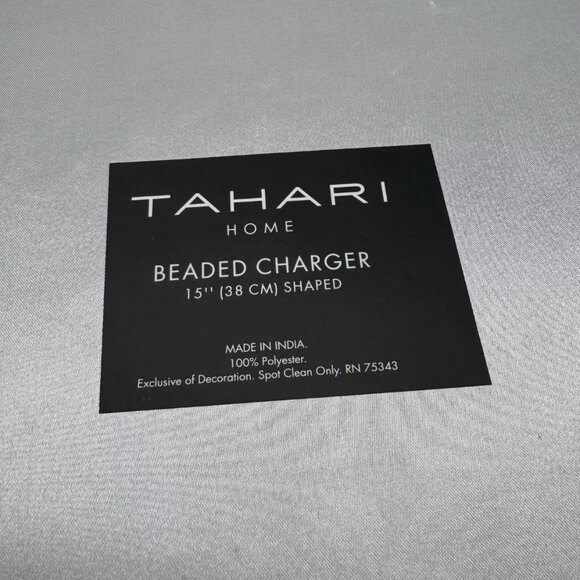 TAHARI
HOME
BEADED CHARGER
15'' (38 CM) SHAPED
MADE IN INDIA.
100% Polyester.
Exclusive of Decoration. Spot Clean Only. RN 75343